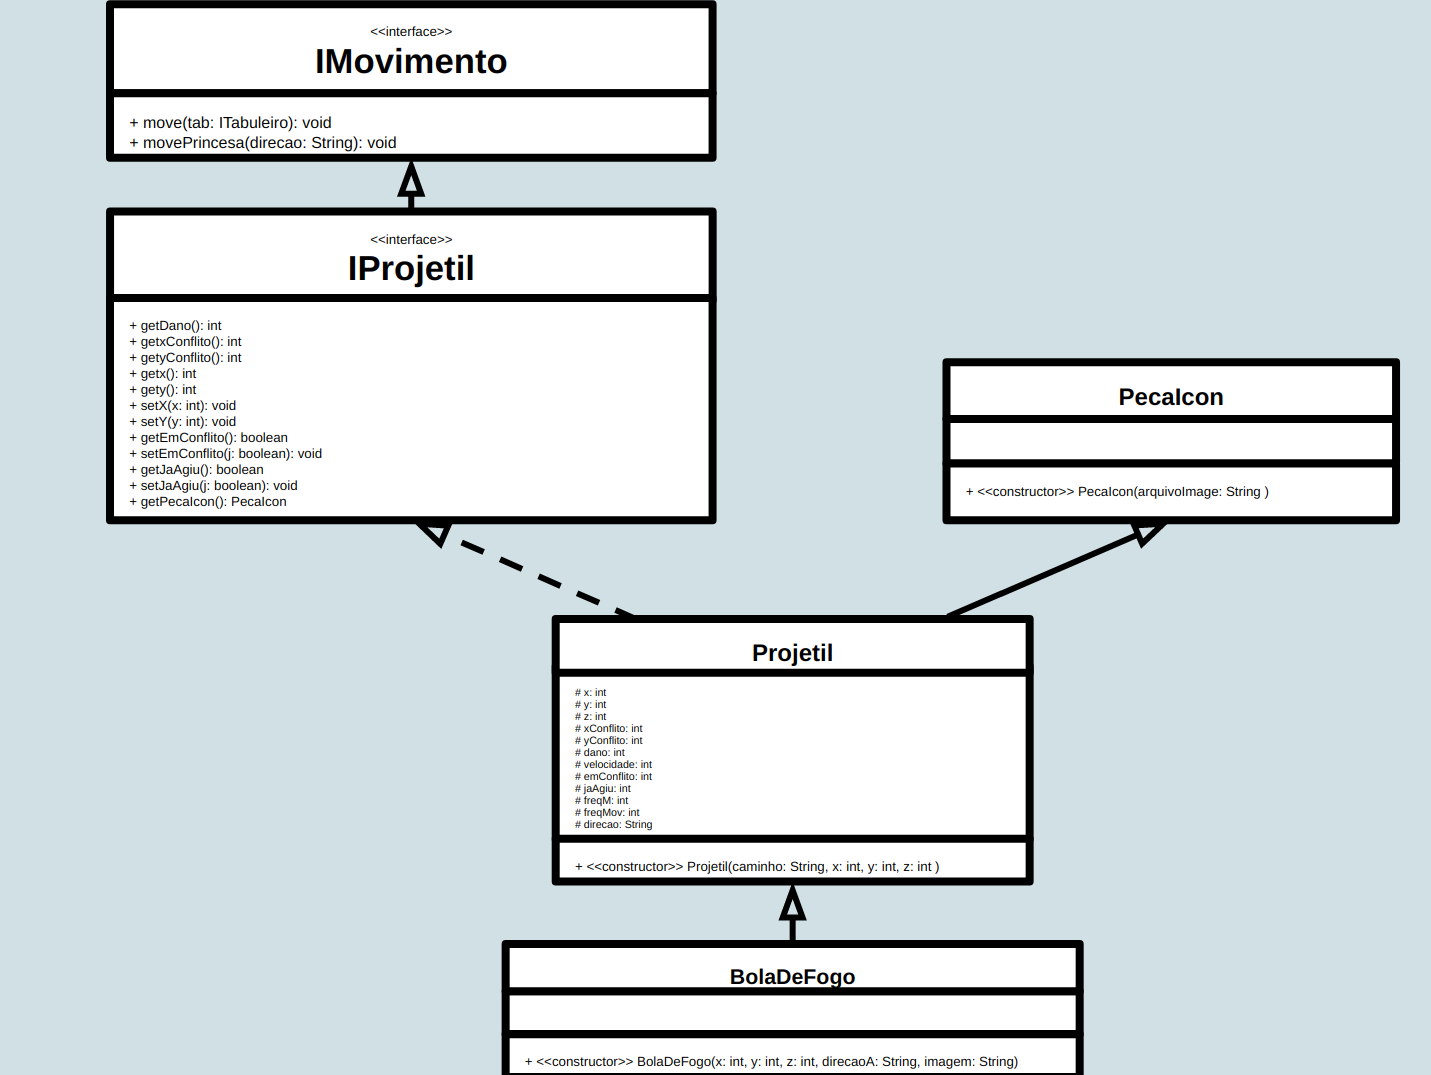 <<interface>>
IMovimento
+ move(tab: ITabuleiro): void
+ movePrincesa(direcao: String): void
<<interface>>
IProjetil
+ getDano(): int
+ getxConflito(): int
+ getyConflito(): int
+ getx(): int
+ gety(): int
+ setX(x: int): void
+ setY(y: int): void
+ getEmConflito(): boolean
+ setEmConflito(j: boolean): void
+ getJaAgiu(): boolean
+ setJaAgiu(j: boolean): void
+ getPecaIcon(): PecaIcon
PecaIcon
+ <<constructor>> PecaIcon(arquivoImage: String )
Projetil
# x: int
# y: int
# z: int
# xConflito: int
# yConflito: int
# dano: int
# velocidade: int
# emConflito: int
# jaAgiu: int
# freqM: int
# freqMov: int
# direcao: String
+ <<constructor>> Projetil(caminho: String, x: int, y: int, z: int )
BolaDeFogo
+ <<constructor>> BolaDeFogo(x: int, y: int, z: int, direcaoA: String, imagem: String)